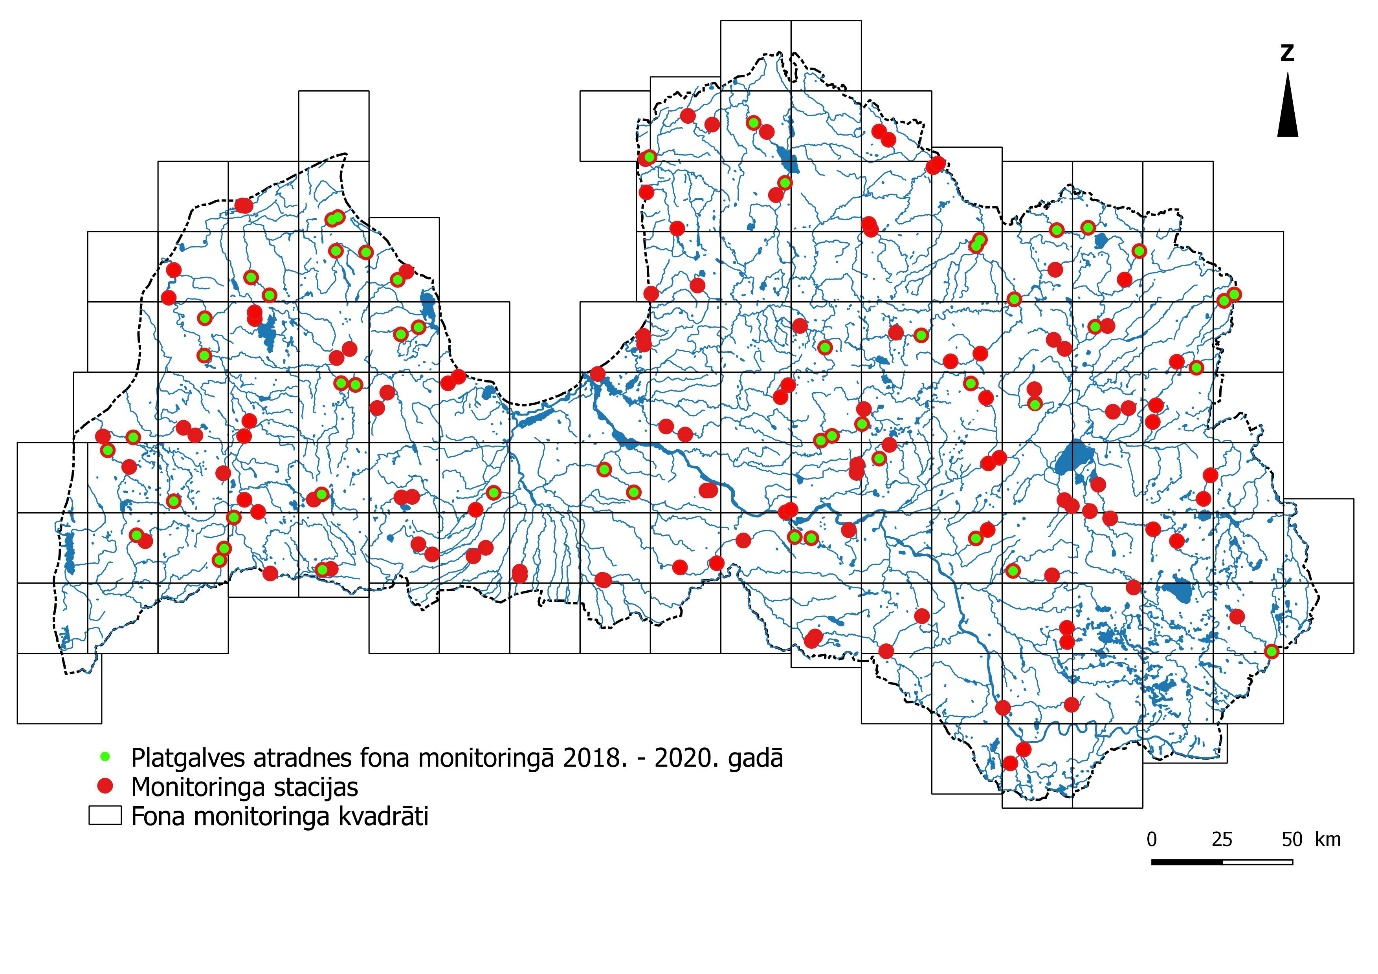 Z
Platgalves atradnes fona monitoringā 2018. - 2020. gadā
Monitoringa stacijas
Fona monitoringa kvadrāti
0 25 50 km